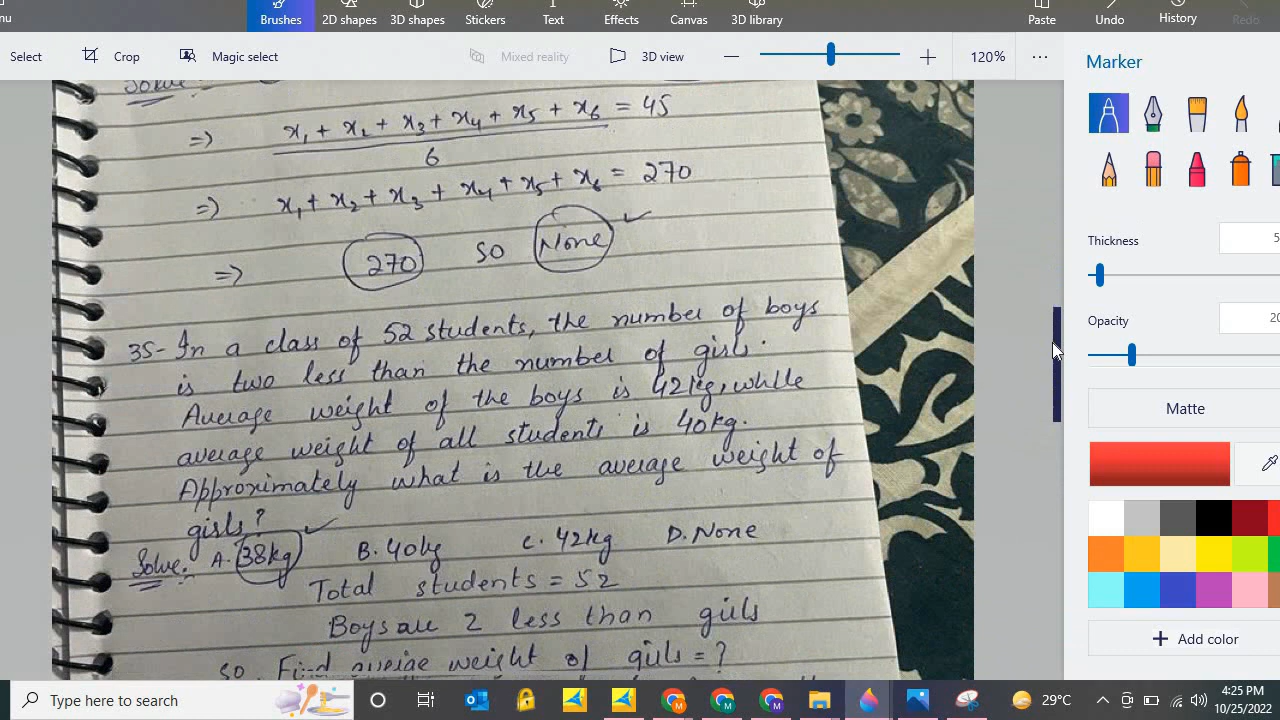 nu
Brushes
2D shapes
3D shapes
Stickers
Text
Effects
Canvas
3D library
Paste
Undo
History
Redo
Select
Crop
Magic select
Mixed reality
3D view
120%
Marker
Solve
=> x₁ + x₂ + x₃ + x₄ + x₅ + x₆ = 45
6
=> x₁ + x₂ + x₃ + x₄ + x₅ + x₆ = 270
=> 270 so None
35- In a class of 52 students, the number of boys
is two less than the number of girls.
Average weight of the boys is 42kg, while
average weight of all students is 40kg.
Approximately what is the average weight of
girls?
Solve: A. 38kg B. 40kg C. 42kg D. None
Total students = 52
Boys are 2 less than girls
so Find average weight of girls = ?
Thickness
5
Opacity
20
Matte
+ Add color
Type here to search
29°C
4:25 PM
10/25/2022